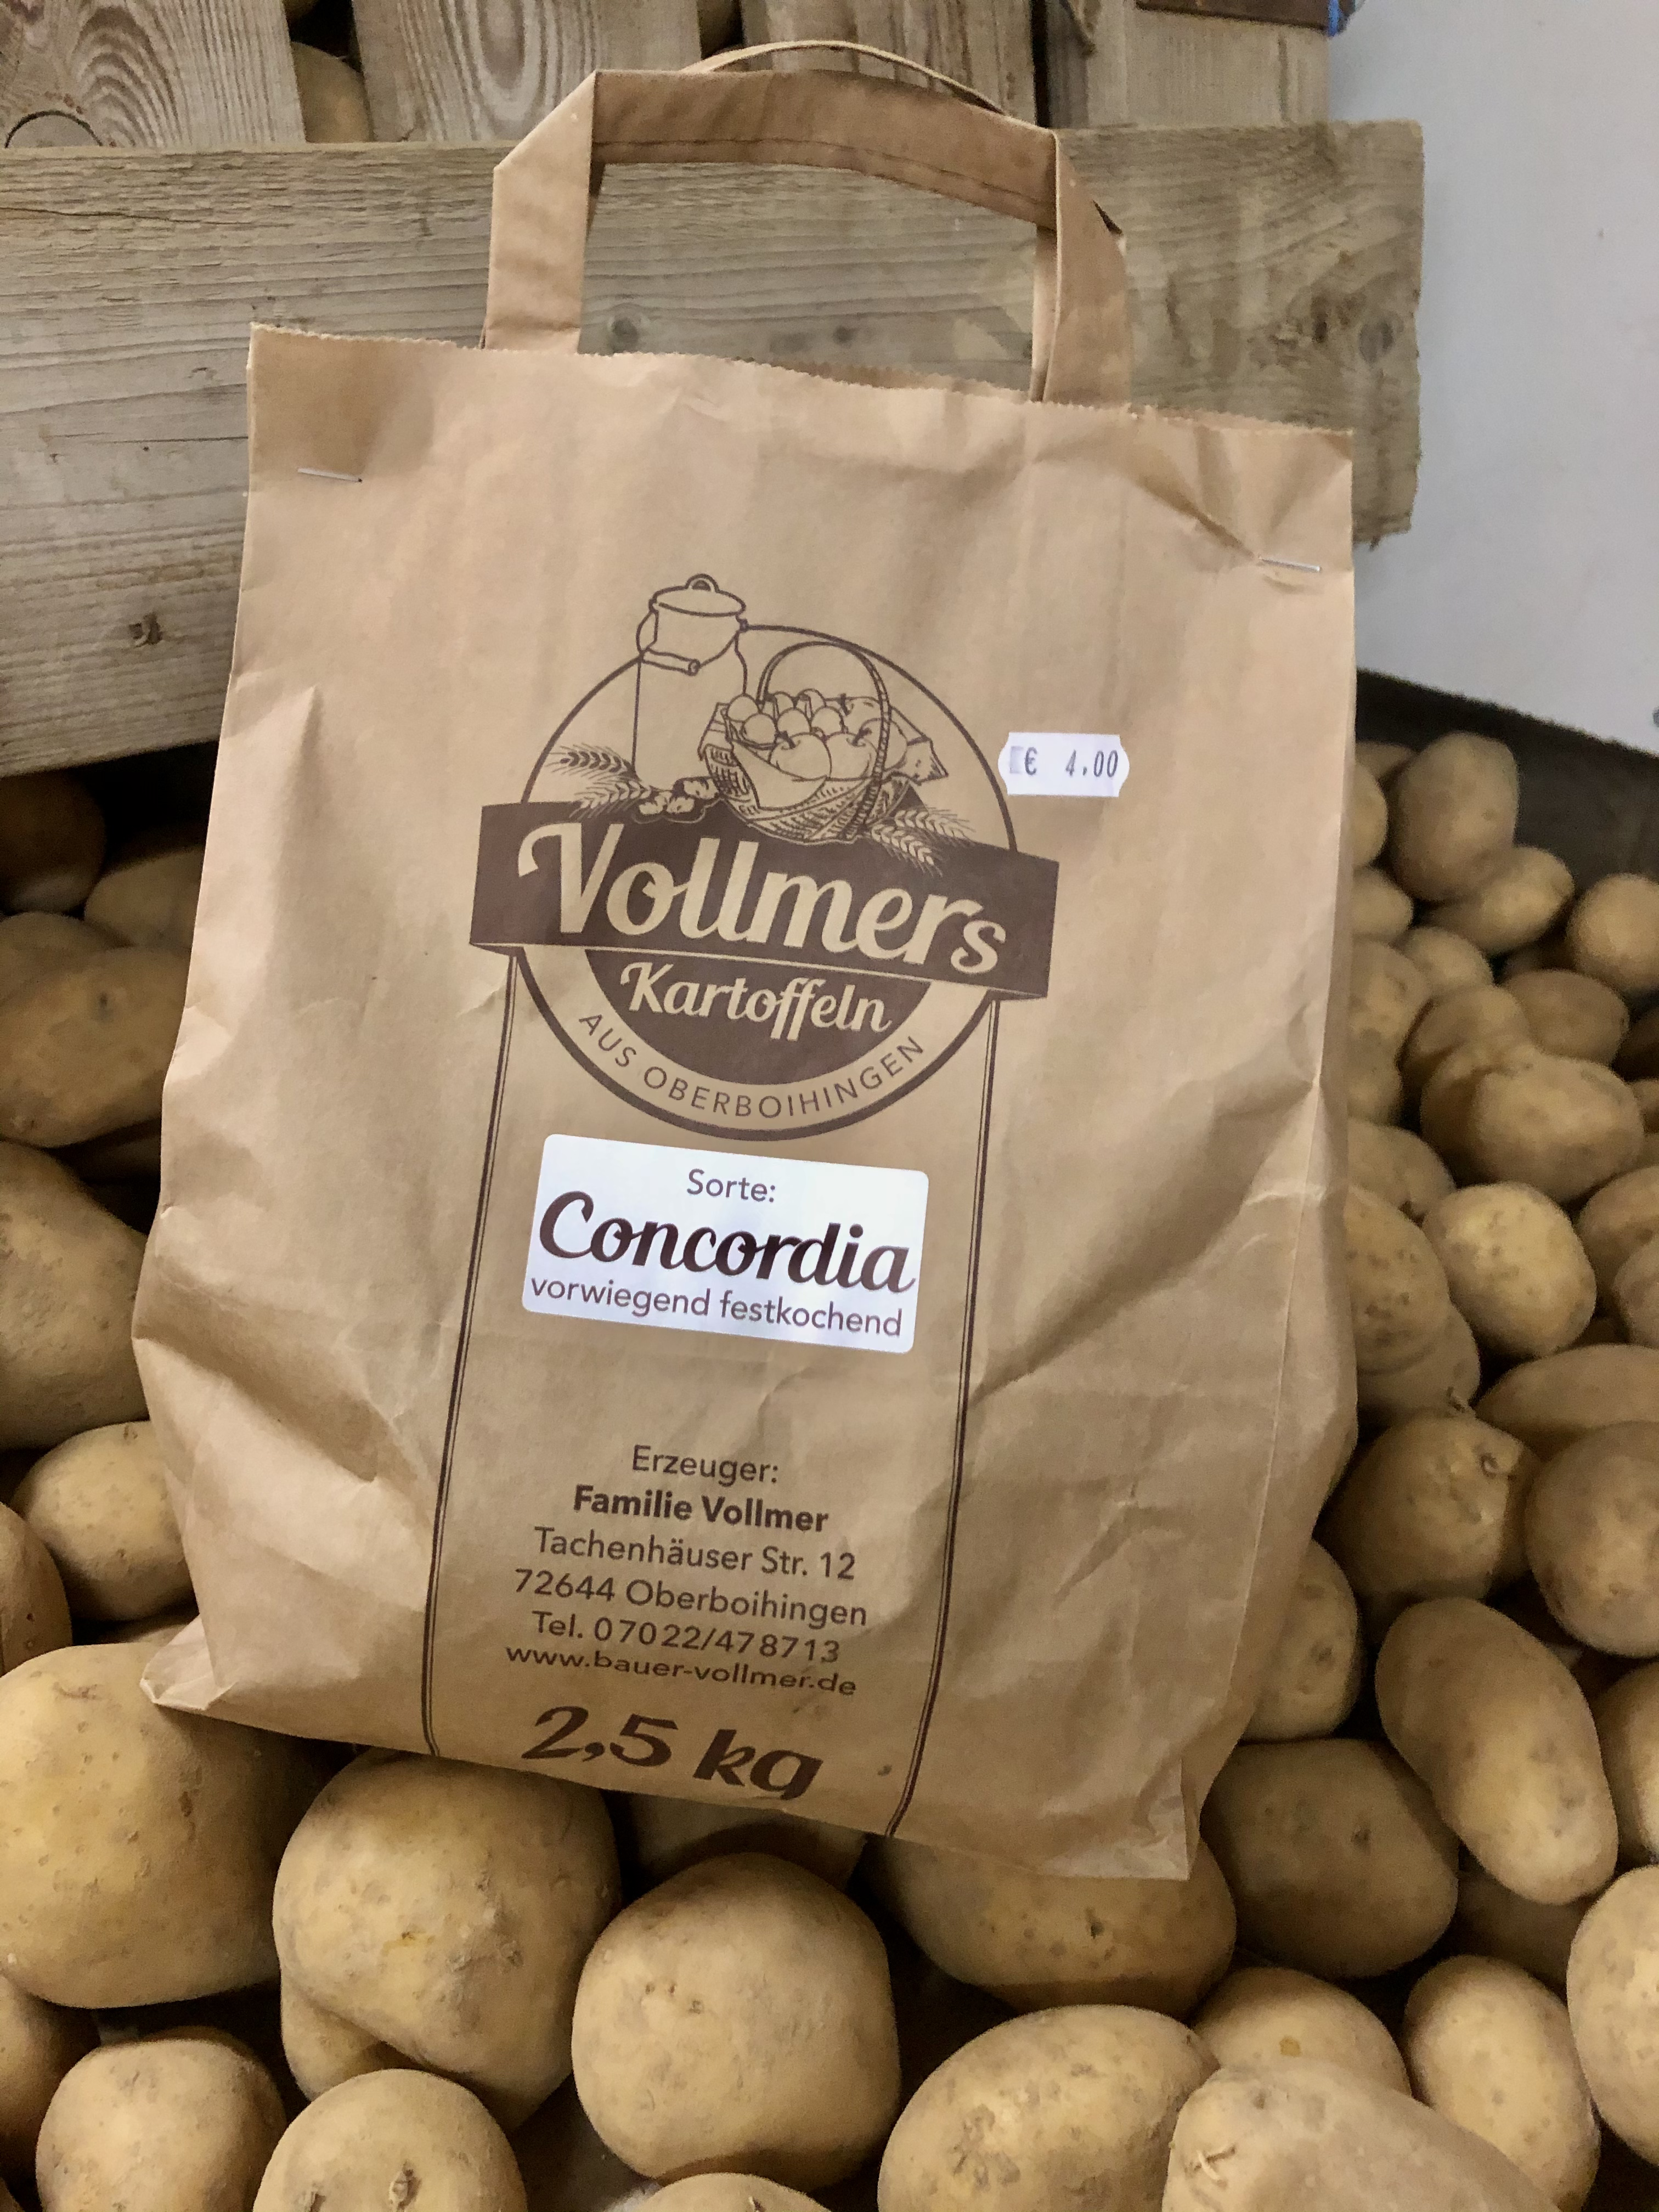 € 4.00
Vollmers
Kartoffeln
AUS OBERBOIHINGEN
Sorte:
Concordia
vorwiegend festkochend
Erzeuger:
Familie Vollmer
Tachenhäuser Str. 12
72644 Oberboihingen
Tel. 07022/478713
www.bauer-vollmer.de
2,5 kg